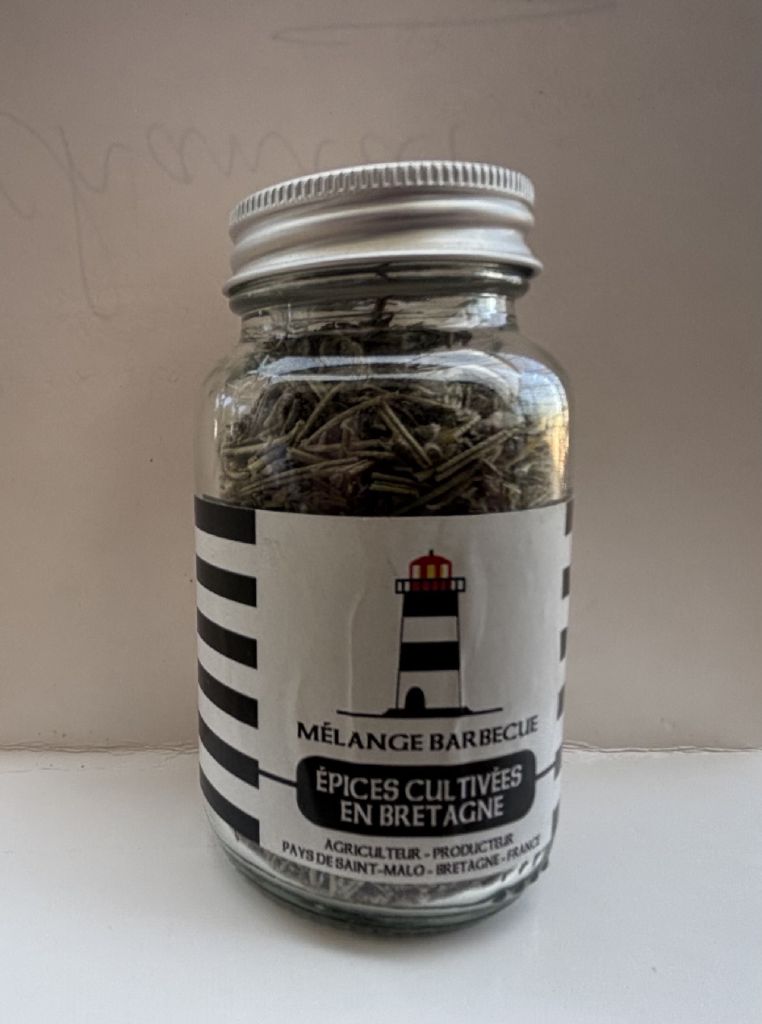 MÉLANGE BARBECUE
ÉPICES CULTIVÉES
EN BRETAGNE
AGRICULTEUR - PRODUCTEUR
PAYS DE SAINT-MALO - BRETAGNE - FRANCE